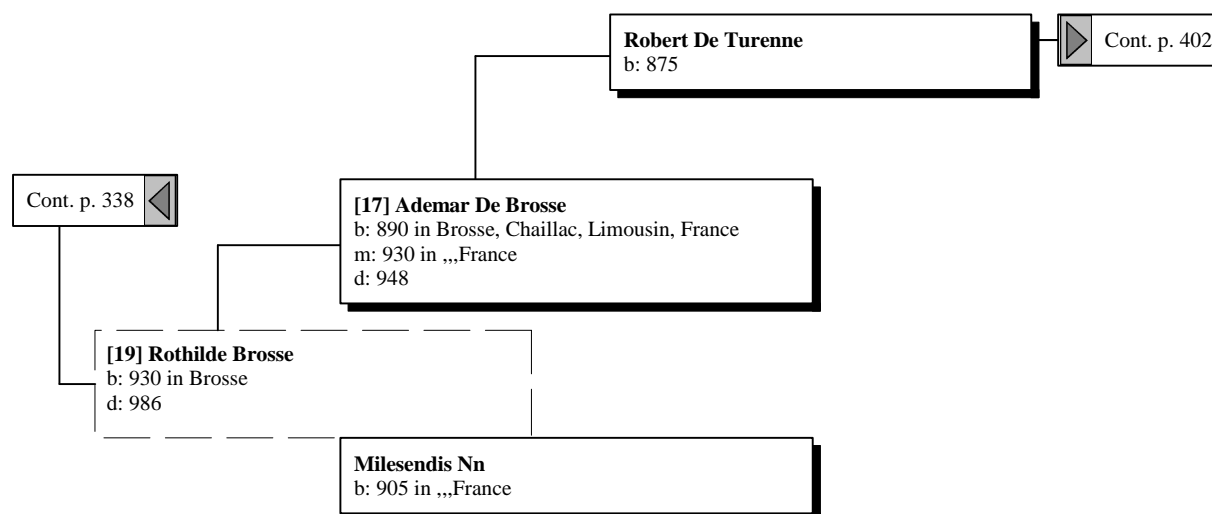 Robert De Turenne
b: 875
Cont. p. 402
Cont. p. 338
[17] Ademar De Brosse
b: 890 in Brosse, Chaillac, Limousin, France
m: 930 in ,,,France
d: 948
[19] Rothilde Brosse
b: 930 in Brosse
d: 986
Milesendis Nn
b: 905 in ,,,France